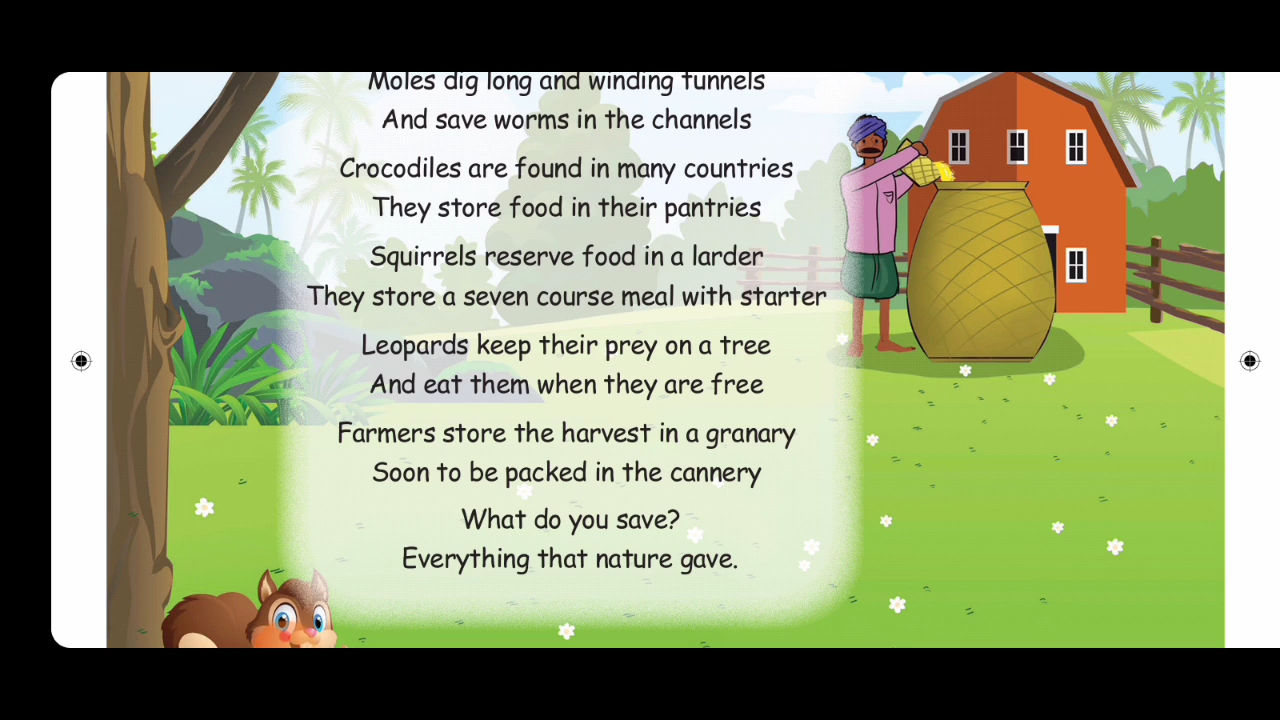 Moles dig long and winding tunnels
And save worms in the channels
Crocodiles are found in many countries
They store food in their pantries
Squirrels reserve food in a larder
They store a seven course meal with starter
Leopards keep their prey on a tree
And eat them when they are free
Farmers store the harvest in a granary
Soon to be packed in the cannery
What do you save?
Everything that nature gave.